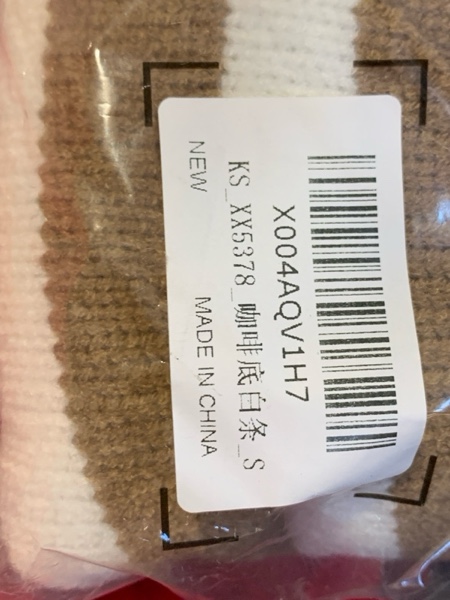 X004AQV1H7
KS_XX5378_咖啡底白条_S
NEW MADE IN CHINA